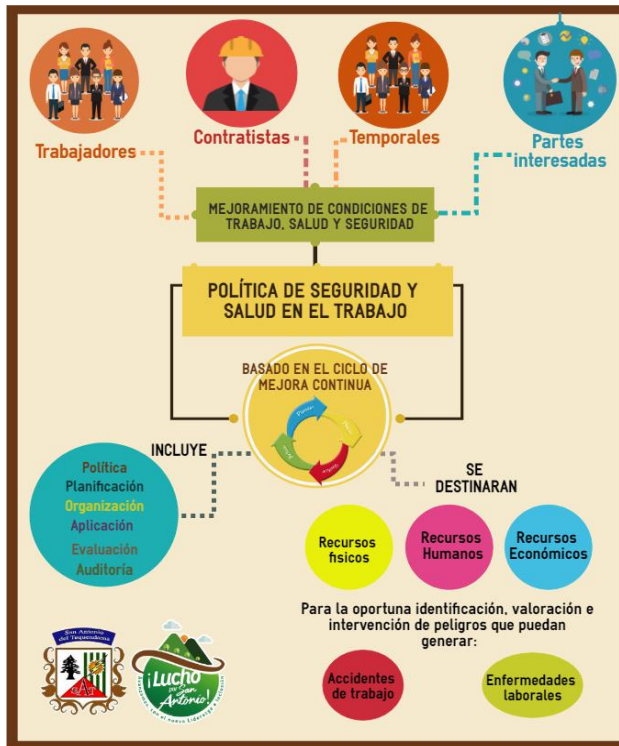 Trabajadores
Contratistas
Temporales
Partes
interesadas
MEJORAMIENTO DE CONDICIONES DE
TRABAJO, SALUD Y SEGURIDAD
POLÍTICA DE SEGURIDAD Y
SALUD EN EL TRABAJO
BASADO EN EL CICLO DE
MEJORA CONTINUA
INCLUYE
Política
Planificación
Organización
Aplicación
Evaluación
Auditoría
SE
DESTINARAN
Recursos
fisicos
Recursos
Humanos
Recursos
Económicos
Para la oportuna identificación, valoración e
intervención de peligros que puedan
generar:
Accidentes
de trabajo
Enfermedades
laborales
San Antonio
del Tequendama
SAT
¡Lucho
por San
Antonio!